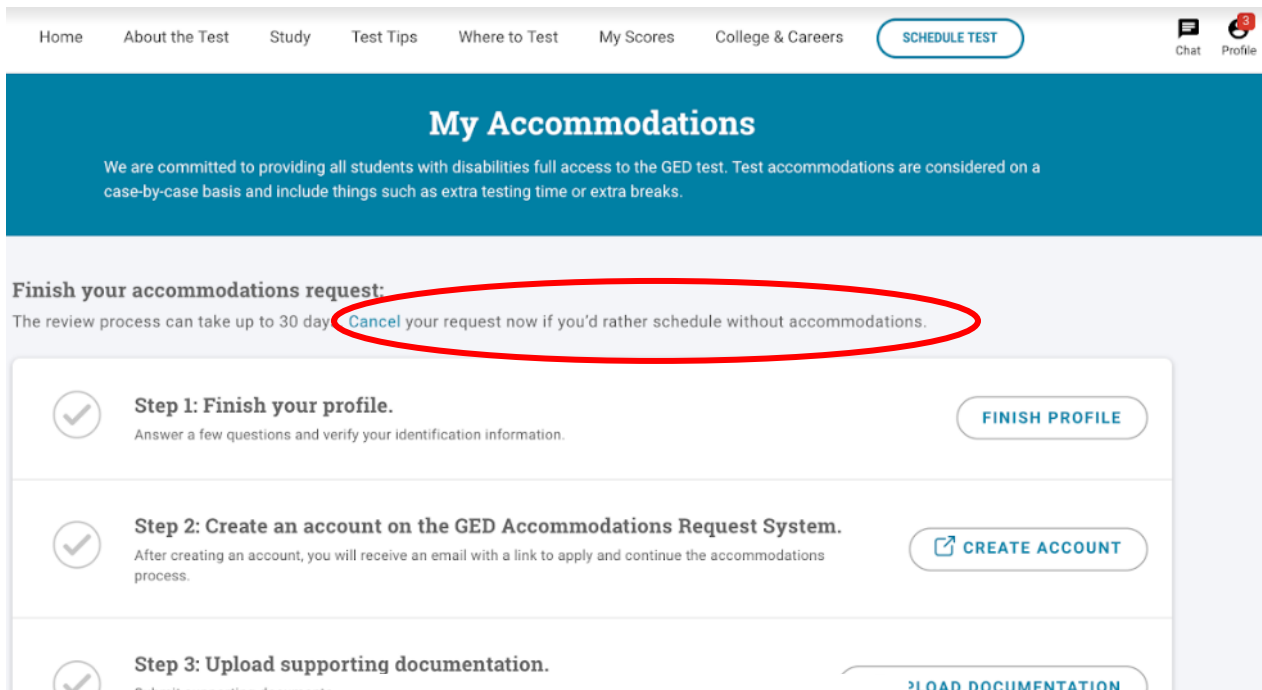 Home About the Test Study Test Tips Where to Test My Scores College & Careers SCHEDULE TEST
3
Chat Profile
My Accommodations
We are committed to providing all students with disabilities full access to the GED test. Test accommodations are considered on a
case-by-case basis and include things such as extra testing time or extra breaks.
Finish your accommodations request:
The review process can take up to 30 day Cancel your request now if you'd rather schedule without accommodations.
Step 1: Finish your profile.
Answer a few questions and verify your identification information.
FINISH PROFILE
Step 2: Create an account on the GED Accommodations Request System.
After creating an account, you will receive an email with a link to apply and continue the accommodations
process.
CREATE ACCOUNT
Step 3: Upload supporting documentation.
DOCUMENTATION